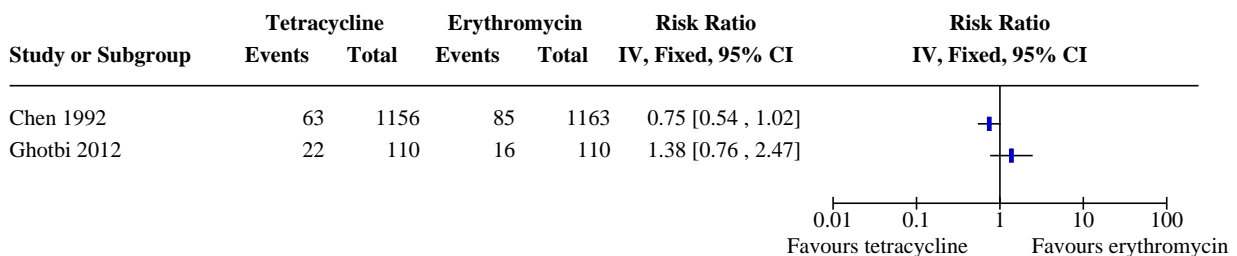 Tetracycline Erythromycin Risk Ratio Risk Ratio
Study or Subgroup Events Total Events Total IV, Fixed, 95% CI IV, Fixed, 95% CI
Chen 1992 63 1156 85 1163 0.75 [0.54 , 1.02]
Ghotbi 2012 22 110 16 110 1.38 [0.76 , 2.47]
0.01 0.1 1 10 100
Favours tetracycline Favours erythromycin